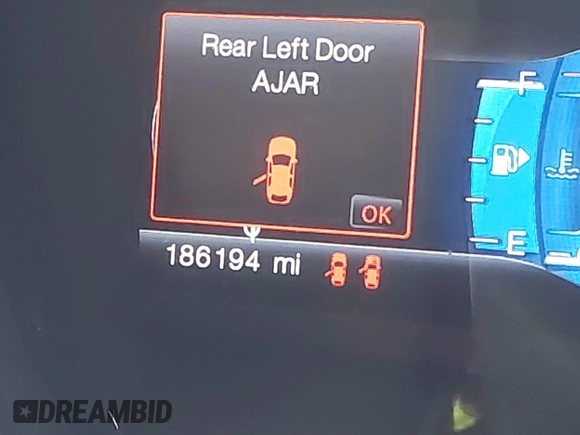 Rear Left Door
AJAR
OK
F
E
186194 mi
DREAMBID